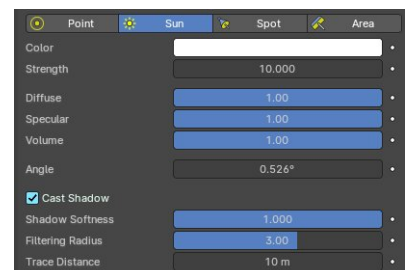 Point Sun Spot Area
Color
Strength 10.000
Diffuse 1.00
Specular 1.00
Volume 1.00
Angle 0.526°
Cast Shadow
Shadow Softness 1.000
Filtering Radius 3.00
Trace Distance 10 m